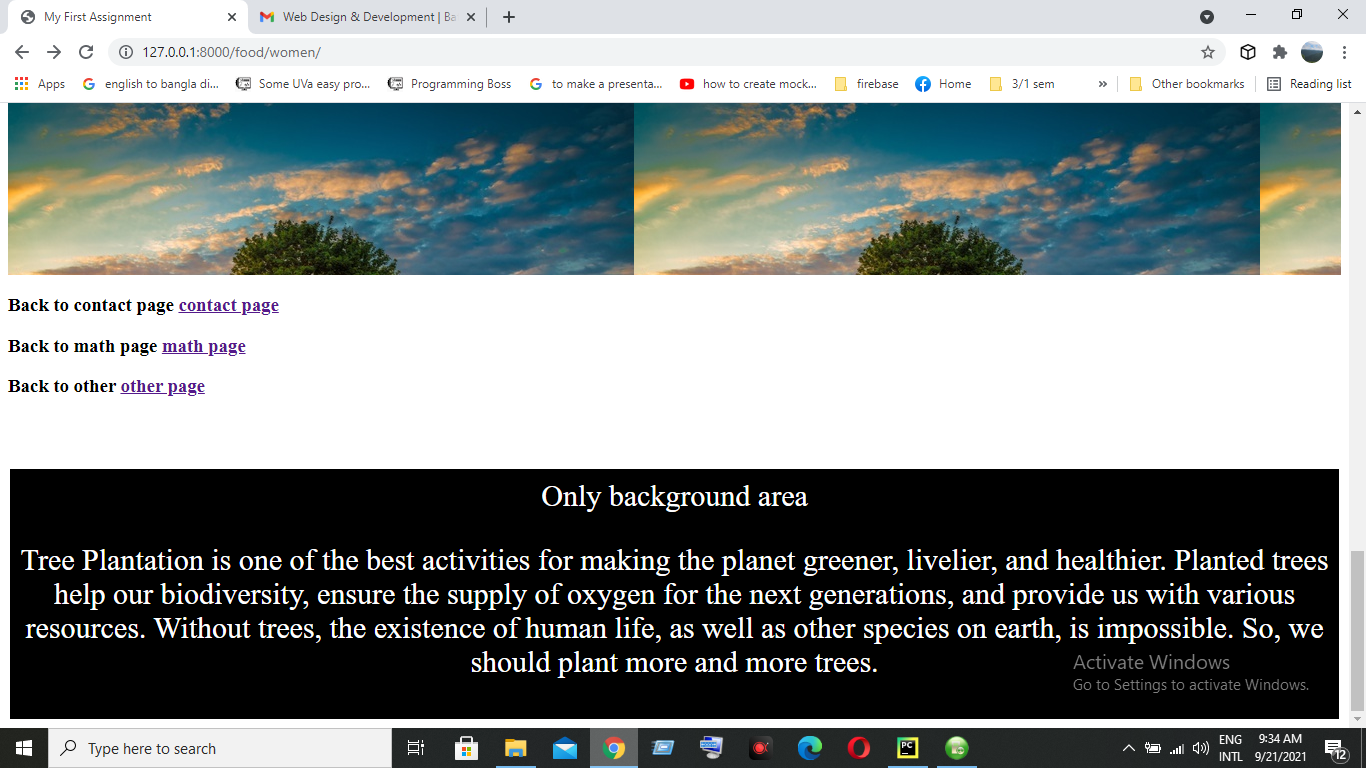 My First Assignment
Web Design & Development | Ba
127.0.0.1:8000/food/women/
Apps
english to bangla di...
Some UVa easy pro...
Programming Boss
to make a presenta...
how to create mock...
firebase
Home
3/1 sem
»
Other bookmarks
Reading list
Back to contact page contact page
Back to math page math page
Back to other other page
Only background area
Tree Plantation is one of the best activities for making the planet greener, livelier, and healthier. Planted trees
help our biodiversity, ensure the supply of oxygen for the next generations, and provide us with various
resources. Without trees, the existence of human life, as well as other species on earth, is impossible. So, we
should plant more and more trees.
Activate Windows
Go to Settings to activate Windows.
Type here to search
PC
ENG
INTL
9:34 AM
9/21/2021
12